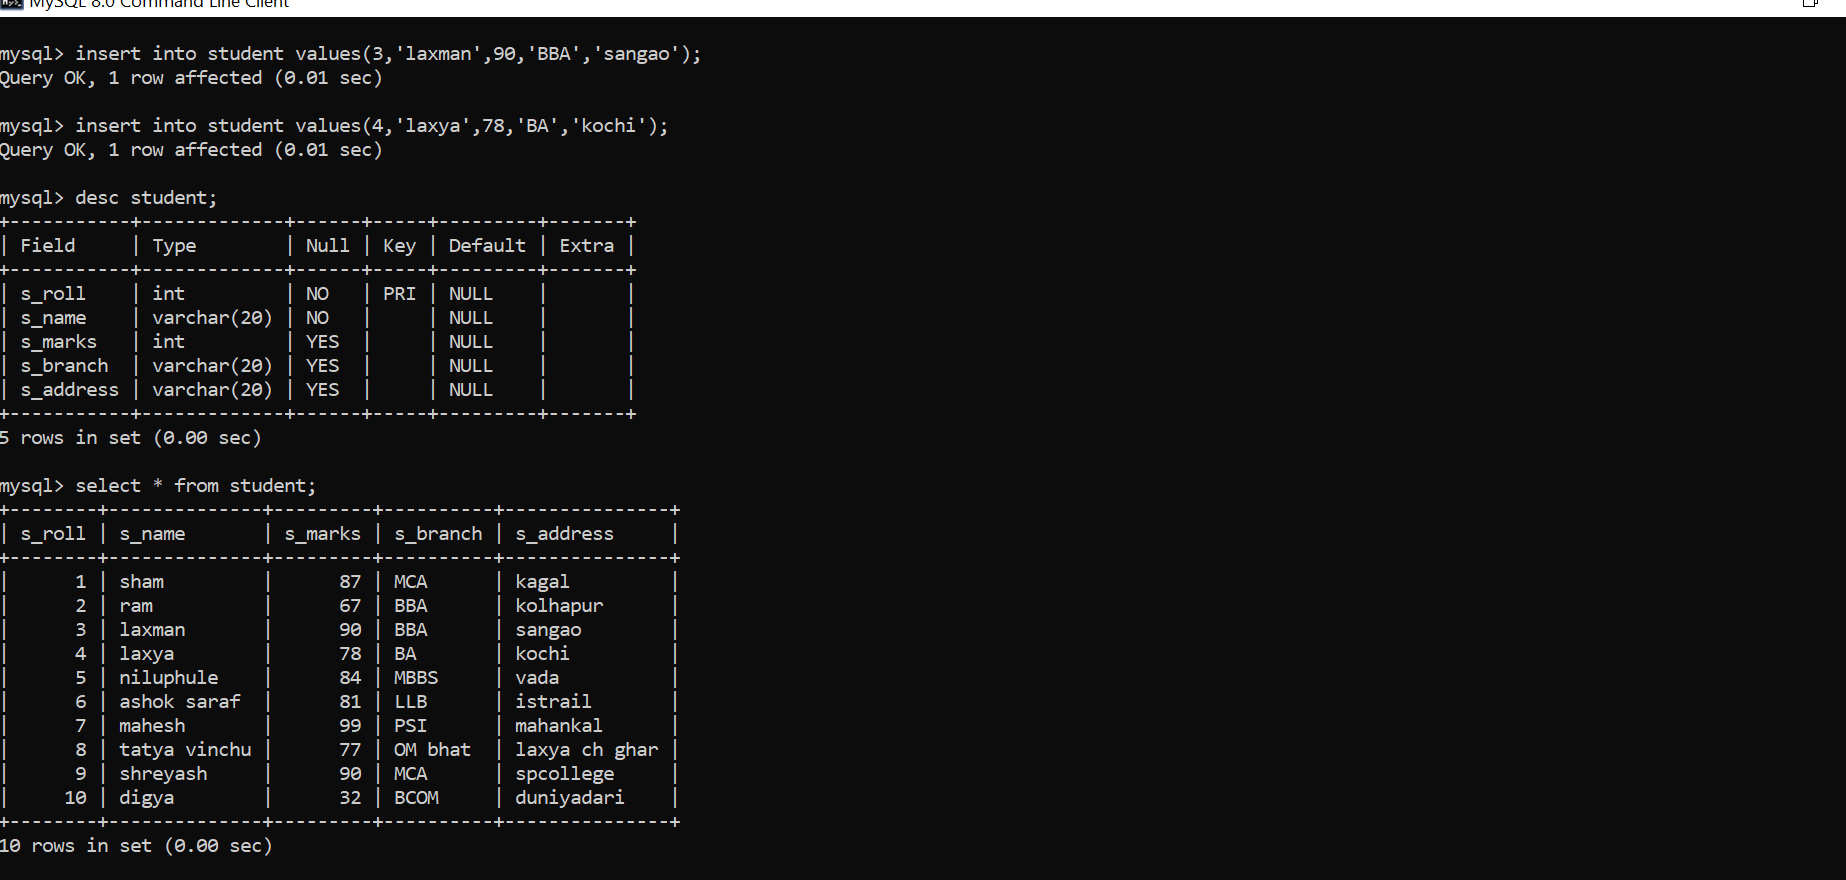 MySQL 8.0 Command Line Client
mysql> insert into student values(3,'laxman',90,'BBA','sangao');
Query OK, 1 row affected (0.01 sec)
mysql> insert into student values(4,'laxya',78,'BA','kochi');
Query OK, 1 row affected (0.01 sec)
mysql> desc student;
+-----------+-------------+------+-----+---------+-------+
| Field     | Type        | Null | Key | Default | Extra |
+-----------+-------------+------+-----+---------+-------+
| s_roll    | int         | NO   | PRI | NULL    |       |
| s_name    | varchar(20) | NO   |     | NULL    |       |
| s_marks   | int         | YES  |     | NULL    |       |
| s_branch  | varchar(20) | YES  |     | NULL    |       |
| s_address | varchar(20) | YES  |     | NULL    |       |
+-----------+-------------+------+-----+---------+-------+
5 rows in set (0.00 sec)
mysql> select * from student;
+--------+--------------+---------+----------+---------------+
| s_roll | s_name       | s_marks | s_branch | s_address     |
+--------+--------------+---------+----------+---------------+
|      1 | sham         |      87 | MCA      | kagal         |
|      2 | ram          |      67 | BBA      | kolhapur      |
|      3 | laxman       |      90 | BBA      | sangao        |
|      4 | laxya        |      78 | BA       | kochi         |
|      5 | niluphule    |      84 | MBBS     | vada          |
|      6 | ashok saraf  |      81 | LLB      | istrail       |
|      7 | mahesh       |      99 | PSI      | mahankal      |
|      8 | tatya vinchu |      77 | OM bhat  | laxya ch ghar |
|      9 | shreyash     |      90 | MCA      | spcollege     |
|     10 | digya        |      32 | BCOM     | duniyadari    |
+--------+--------------+---------+----------+---------------+
10 rows in set (0.00 sec)